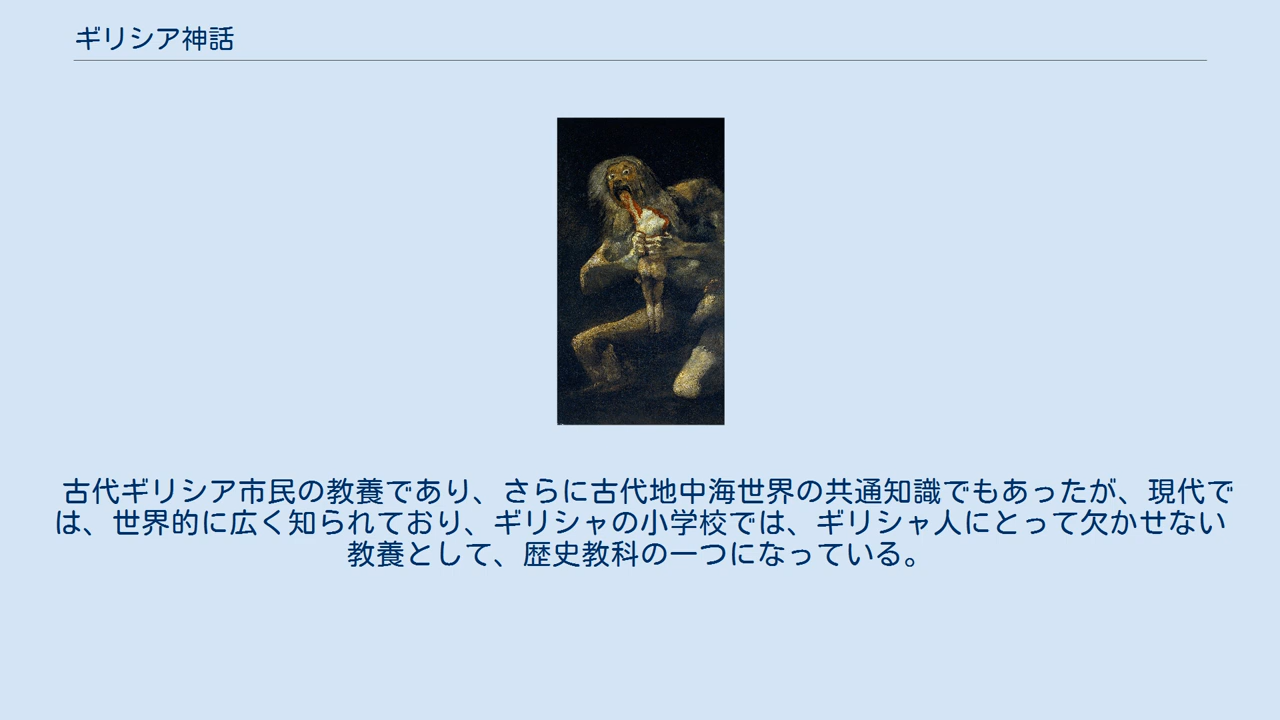 ギリシア神話
古代ギリシア市民の教養であり、さらに古代地中海世界の共通知識でもあったが、現代で
は、世界的に広く知られており、ギリシャの小学校では、ギリシャ人にとって欠かせない
教養として、歴史教科の一つになっている。